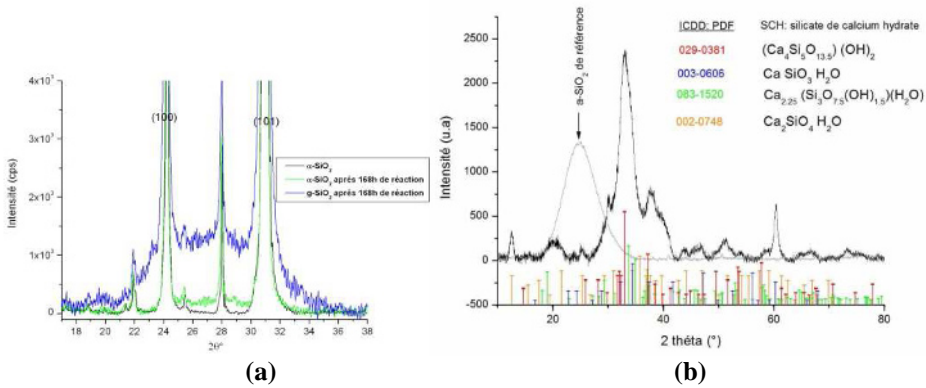 4x10³
3x10³
2x10³
1x10³
0
Intensité (cps)
(100)
(101)
α-SiO₂
α-SiO₂ après 168h de réaction
g-SiO₂ après 168h de réaction
18 20 22 24 26 28 30 32 34 36 38
2θ°
(a)
2500
2000
1500
1000
500
0
-500
Intensité (u.a)
a-SiO₂ de référence
ICDD: PDF SCH: silicate de calcium hydrate
029-0381 (Ca₄Si₅O₁₃.₅) (OH)₂
003-0606 Ca SiO₃ H₂O
083-1520 Ca₂.₂₅ (Si₃O₇.₅(OH)₁.₅)(H₂O)
002-0748 Ca₂SiO₄ H₂O
20 40 60 80
2 théta (°)
(b)